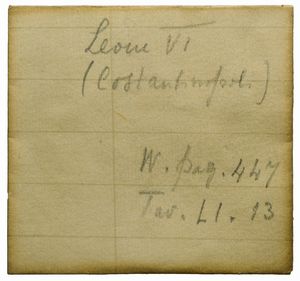 Leone VI
(Costantinopoli)
W. pag. 447
Tav. LI. 13